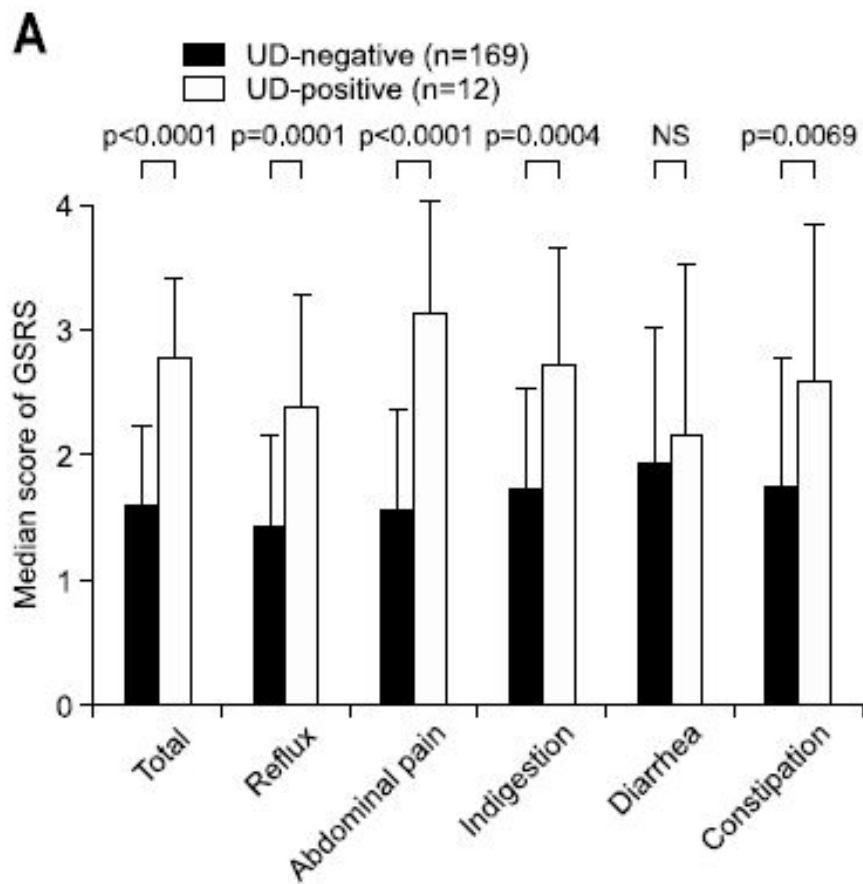 A
UD-negative (n=169)
UD-positive (n=12)
p<0.0001 p=0.0001 p<0.0001 p=0.0004 NS p=0.0069
Median score of GSRS
4
3
2
1
0
Total Reflux Abdominal pain Indigestion Diarrhea Constipation